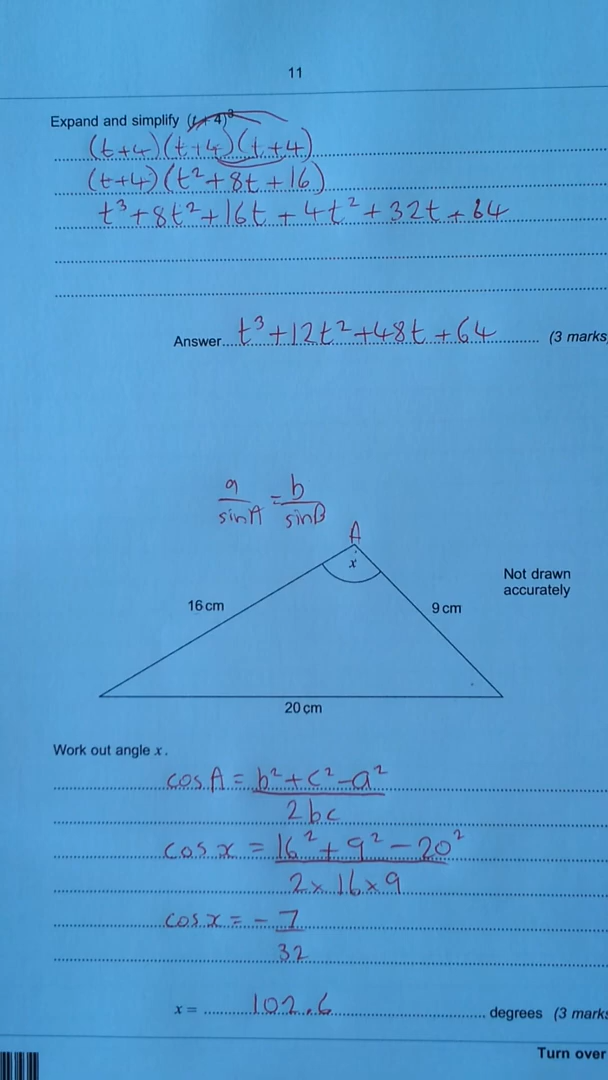 11
Expand and simplify (t+4)³
(t+4)(t+4)(t+4)
(t+4)(t²+8t+16)
t³+8t²+16t+4t²+32t+64
Answer t³+12t²+48t+64 (3 marks
a/sinA = b/sinB
A
x
Not drawn
accurately
16 cm
9 cm
20 cm
Work out angle x.
cos A = b²+c²-a²
2bc
cos x = 16²+9²-20²
2×16×9
cos x = -7
32
x = 102.6 degrees (3 marks
Turn over